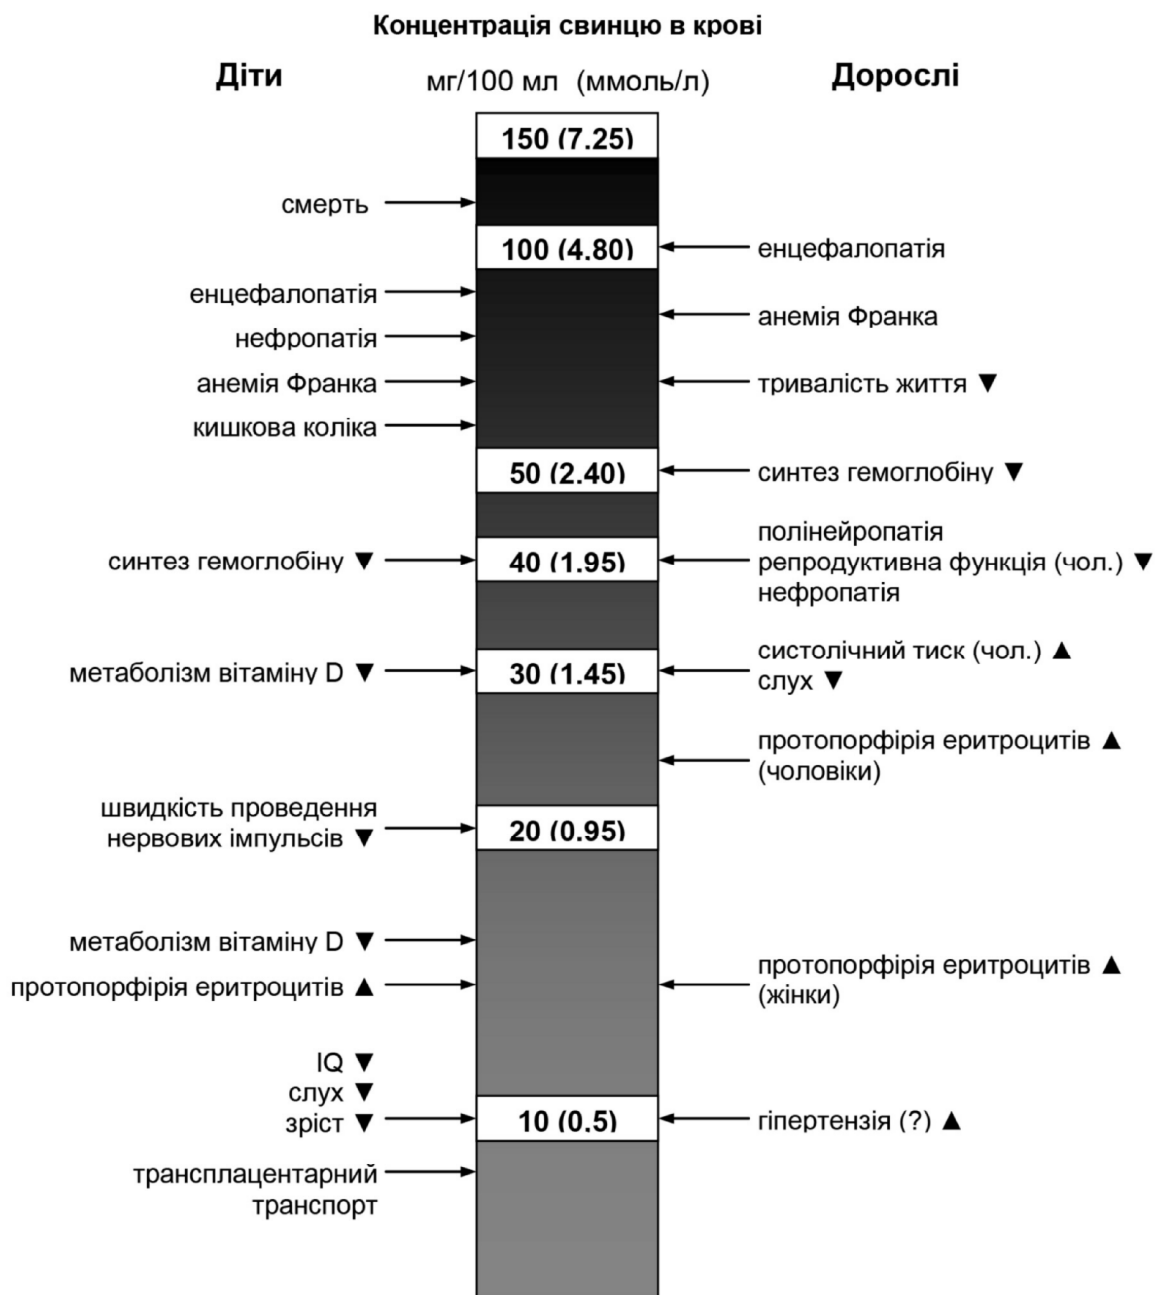 Концентрація свинцю в крові
Діти
мг/100 мл (ммоль/л)
Дорослі
150 (7.25)
смерть
100 (4.80)
енцефалопатія
енцефалопатія
анемія Франка
нефропатія
анемія Франка
тривалість життя ▼
кишкова коліка
50 (2.40)
синтез гемоглобіну ▼
полінейропатія
синтез гемоглобіну ▼
40 (1.95)
репродуктивна функція (чол.) ▼
нефропатія
систолічний тиск (чол.) ▲
метаболізм вітаміну D ▼
30 (1.45)
слух ▼
протопорфірія еритроцитів ▲
(чоловіки)
швидкість проведення
нервових імпульсів ▼
20 (0.95)
метаболізм вітаміну D ▼
протопорфірія еритроцитів ▲
протопорфірія еритроцитів ▲
(жінки)
IQ ▼
слух ▼
зріст ▼
10 (0.5)
гіпертензія (?) ▲
трансплацентарний
транспорт